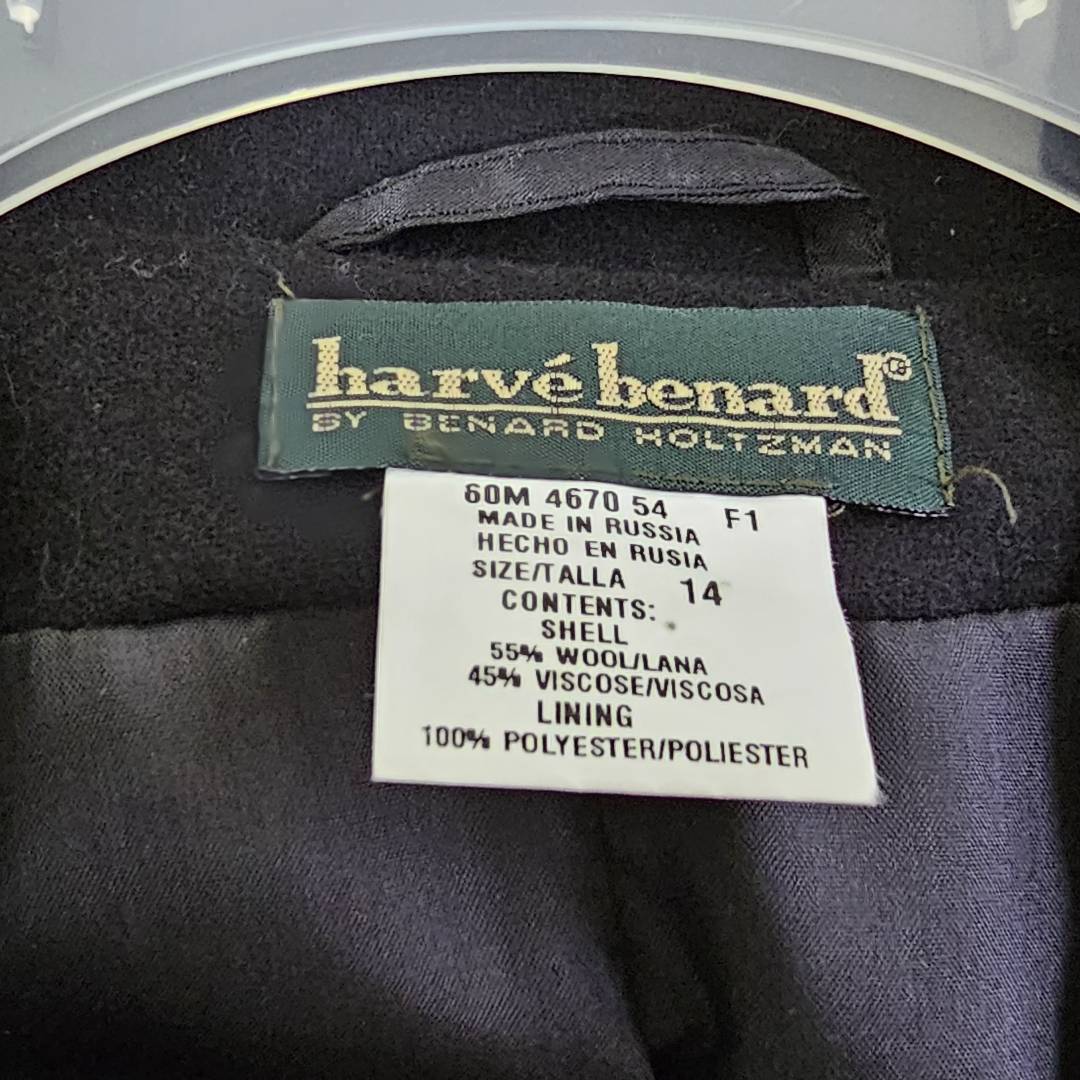 harvé benard®
BY BENARD HOLTZMAN
60M 4670 54 F1
MADE IN RUSSIA
HECHO EN RUSIA
SIZE/TALLA 14
CONTENTS:
SHELL
55% WOOL/LANA
45% VISCOSE/VISCOSA
LINING
100% POLYESTER/POLIESTER